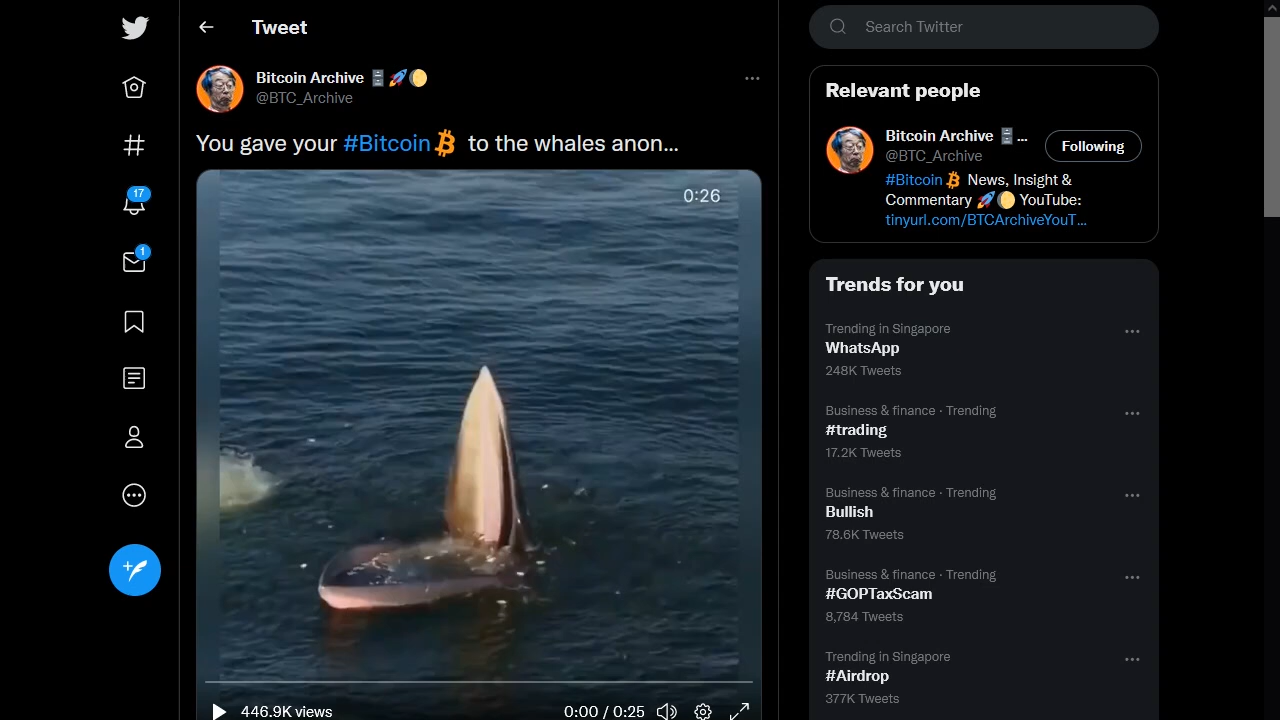 Tweet
Bitcoin Archive 🗄️🚀🌔
@BTC_Archive
You gave your #Bitcoin to the whales anon...
0:26
446.9K views
0:00 / 0:25
17
1
Search Twitter
Relevant people
Bitcoin Archive 🗄️...
@BTC_Archive
Following
#Bitcoin News, Insight &
Commentary 🚀🌔 YouTube:
tinyurl.com/BTCArchiveYouT...
Trends for you
Trending in Singapore
WhatsApp
248K Tweets
Business & finance · Trending
#trading
17.2K Tweets
Business & finance · Trending
Bullish
78.6K Tweets
Business & finance · Trending
#GOPTaxScam
8,784 Tweets
Trending in Singapore
#Airdrop
377K Tweets